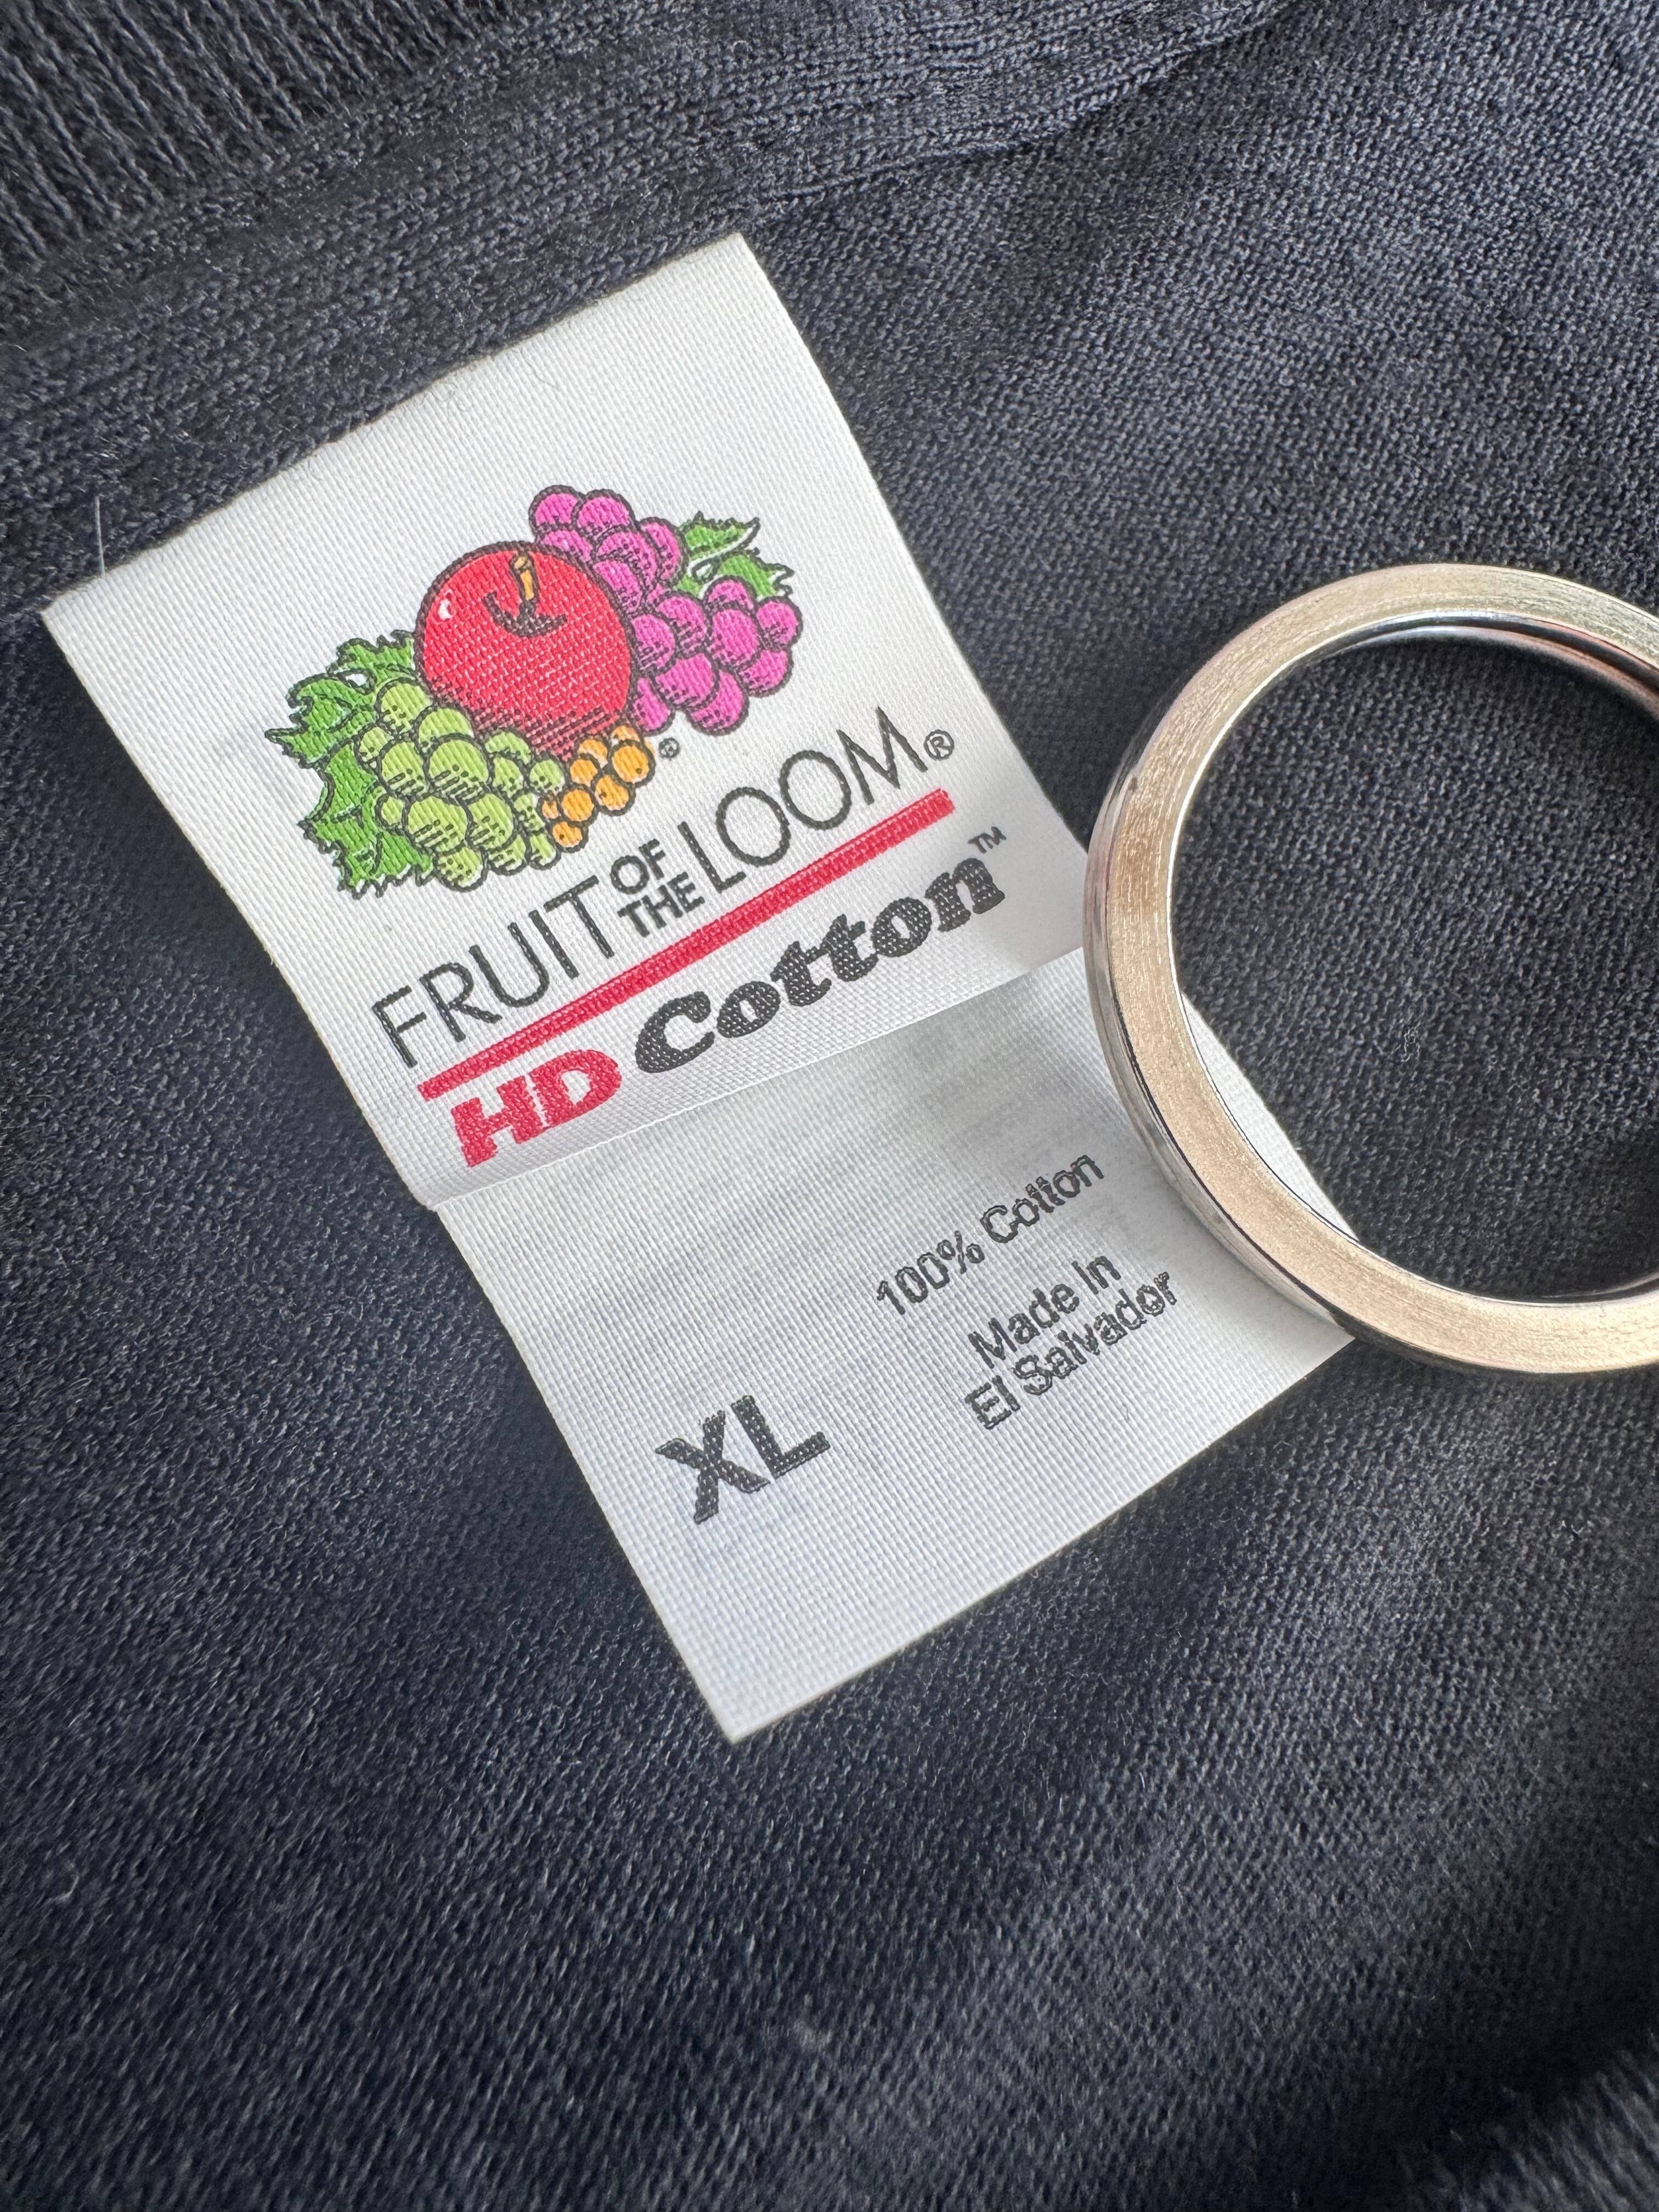 ®
FRUIT OF THE LOOM®
HD Cotton™
100% Cotton
Made in
El Salvador
XL